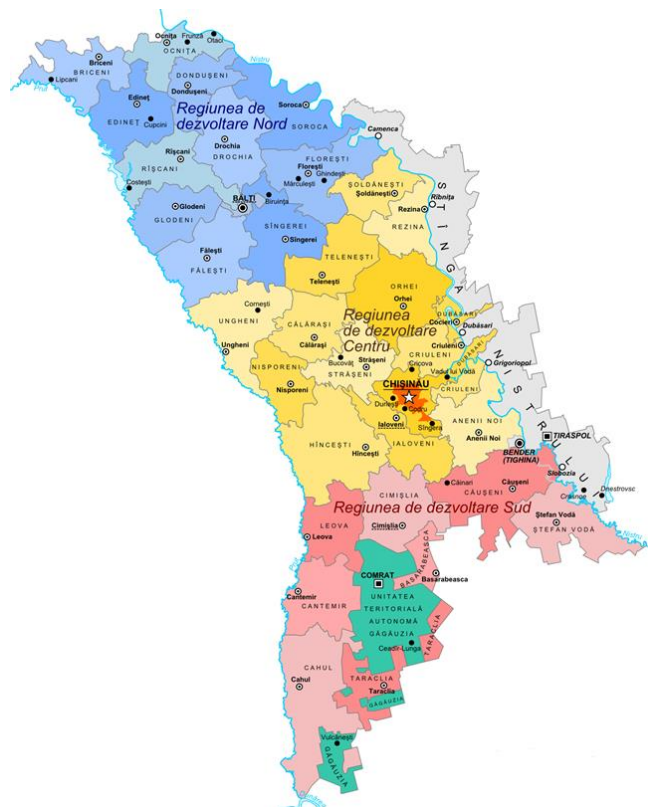 Ocnița
Frunză
Otaci
OCNIȚA
Nistru
Briceni
BRICENI
Lipcani
Prut
DONDUȘENI
Dondușeni
Edineț
EDINEȚ
Cupcini
Regiunea de
dezvoltare Nord
Soroca
SOROCA
Camenca
Drochia
DROCHIA
Rîșcani
RÎȘCANI
Costești
FLOREȘTI
Florești
Ghindești
Mărculești
STÎNGA
NISTRULUI
ȘOLDĂNEȘTI
Șoldănești
Rîbnița
Rezina
REZINA
BĂLȚI
Biruința
Glodeni
GLODENI
SÎNGEREI
Sîngerei
Fălești
FĂLEȘTI
TELENEȘTI
Telenești
ORHEI
Orhei
Cornești
UNGHENI
Ungheni
Regiunea
de dezvoltare
Centru
DUBĂSARI
Cocieri
Dubăsari
CĂLĂRAȘI
Călărași
Criuleni
CRIULENI
DUBĂSARI
Grigoriopol
Bucovăț
Strășeni
STRĂȘENI
Cricova
Vadul lui Vodă
CRIULENI
NISPORENI
Nisporeni
CHIȘINĂU
Durlești
Codru
Ialoveni
Sîngera
ANENII NOI
Anenii Noi
HÎNCEȘTI
Hîncești
IALOVENI
TIRASPOL
BENDER
(TIGHINA)
Slobozia
Crasnoe
Dnestrovsc
Căinari
CĂUȘENI
Căușeni
CIMIȘLIA
Regiunea de dezvoltare Sud
Ștefan Vodă
ȘTEFAN VODĂ
Nistru
LEOVA
Leova
Cimișlia
BASARABEASCA
Basarabeasca
COMRAT
Cantemir
CANTEMIR
UNITATEA
TERITORIALĂ
AUTONOMĂ
GĂGĂUZIA
Ceadîr-Lunga
TARACLIA
CAHUL
Cahul
TARACLIA
Taraclia
GĂGĂUZIA
Vulcănești
GĂGĂUZIA